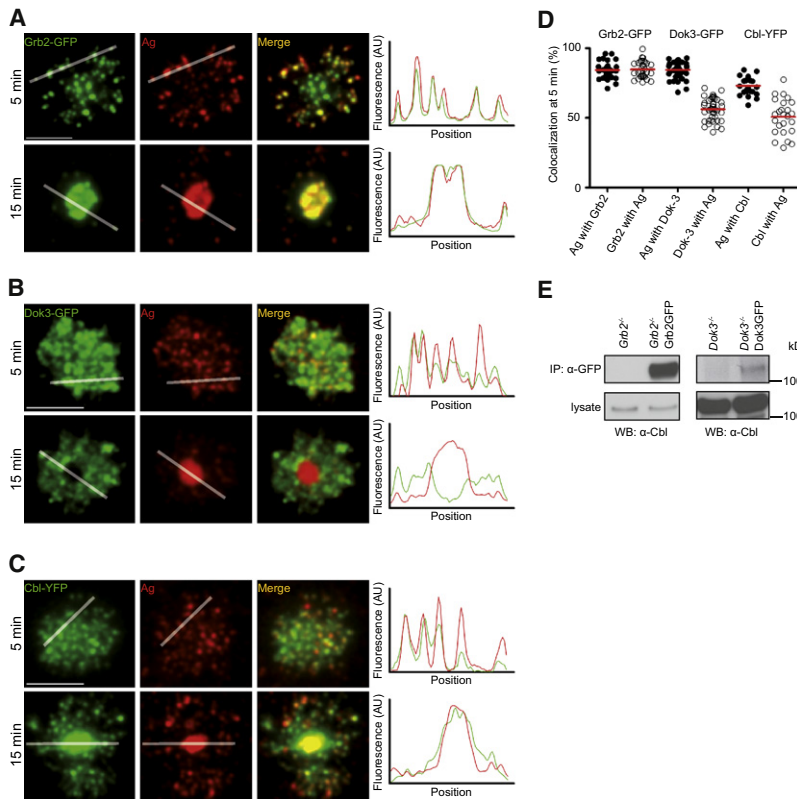 A
Grb2-GFP Ag Merge
5 min
Fluorescence (AU)
Position
15 min
Fluorescence (AU)
Position
B
Dok3-GFP Ag Merge
5 min
Fluorescence (AU)
Position
15 min
Fluorescence (AU)
Position
C
Cbl-YFP Ag Merge
5 min
Fluorescence (AU)
Position
15 min
Fluorescence (AU)
Position
D
Grb2-GFP Dok3-GFP Cbl-YFP
Colocalization at 5 min (%)
100
50
0
Ag with Grb2
Grb2 with Ag
Ag with Dok-3
Dok-3 with Ag
Ag with Cbl
Cbl with Ag
E
Grb2-/-
Grb2-/-
Grb2GFP
Dok3-/-
Dok3-/-
Dok3GFP
IP: α-GFP
100
lysate
100
WB: α-Cbl WB: α-Cbl